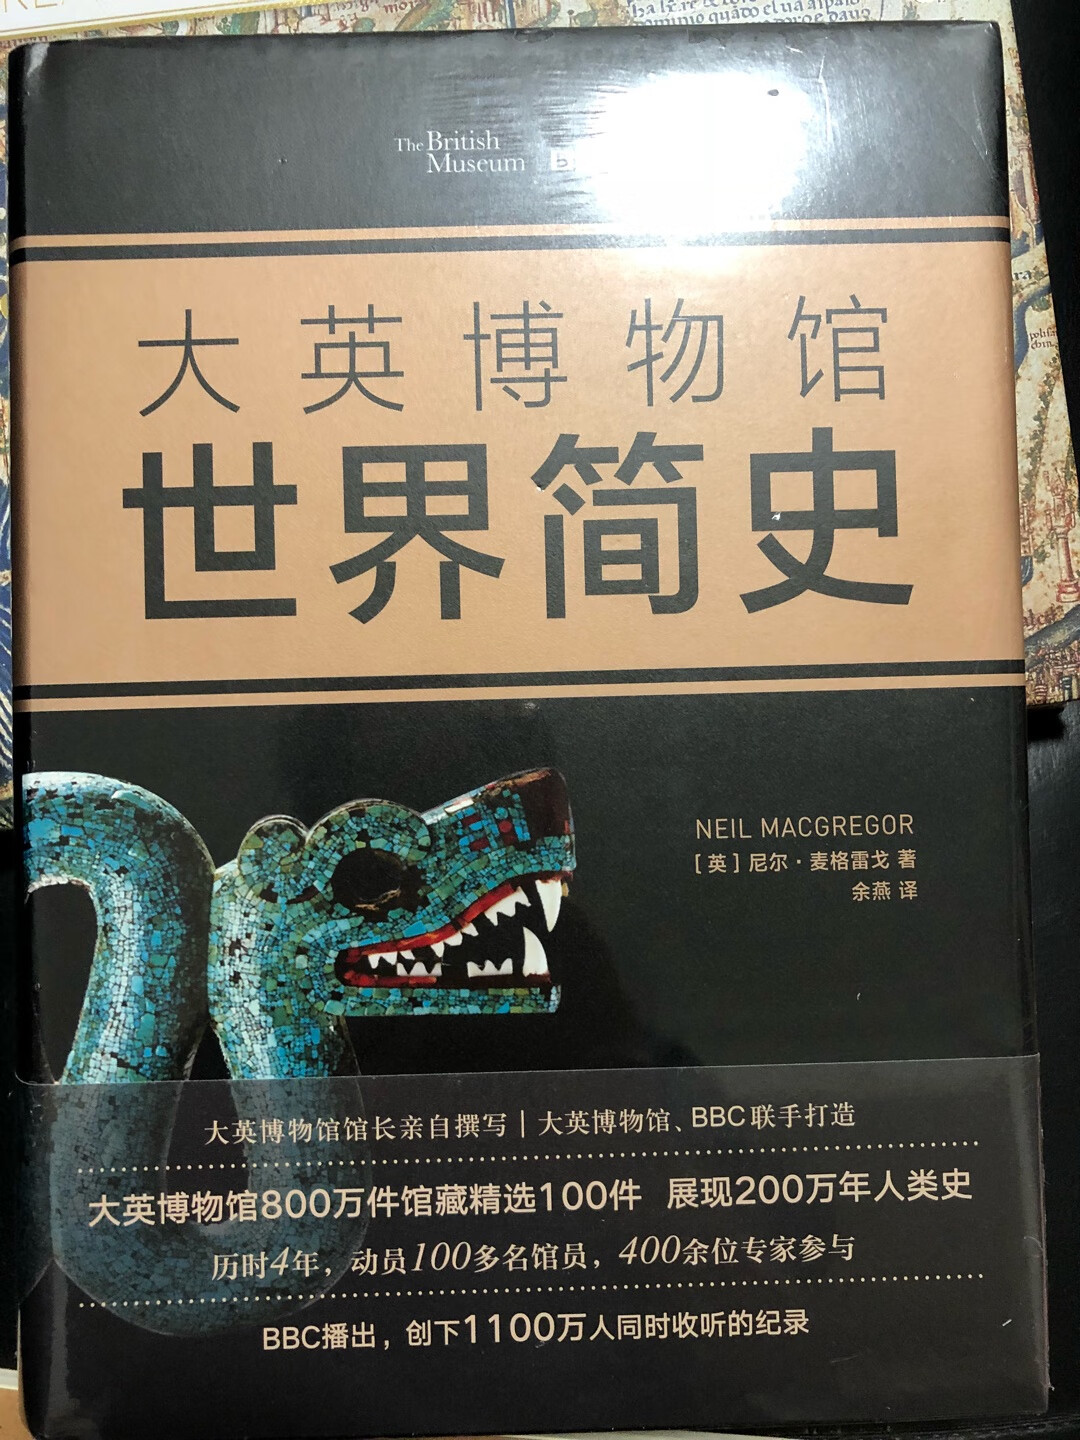 The British
Museum
大英博物馆
世界简史
NEIL MACGREGOR
[英]尼尔·麦格雷戈 著
余燕 译
大英博物馆馆长亲自撰写|大英博物馆、BBC联手打造
大英博物馆800万件馆藏精选100件 展现200万年人类史
历时4年，动员100多名馆员，400余位专家参与
BBC播出，创下1100万人同时收听的纪录